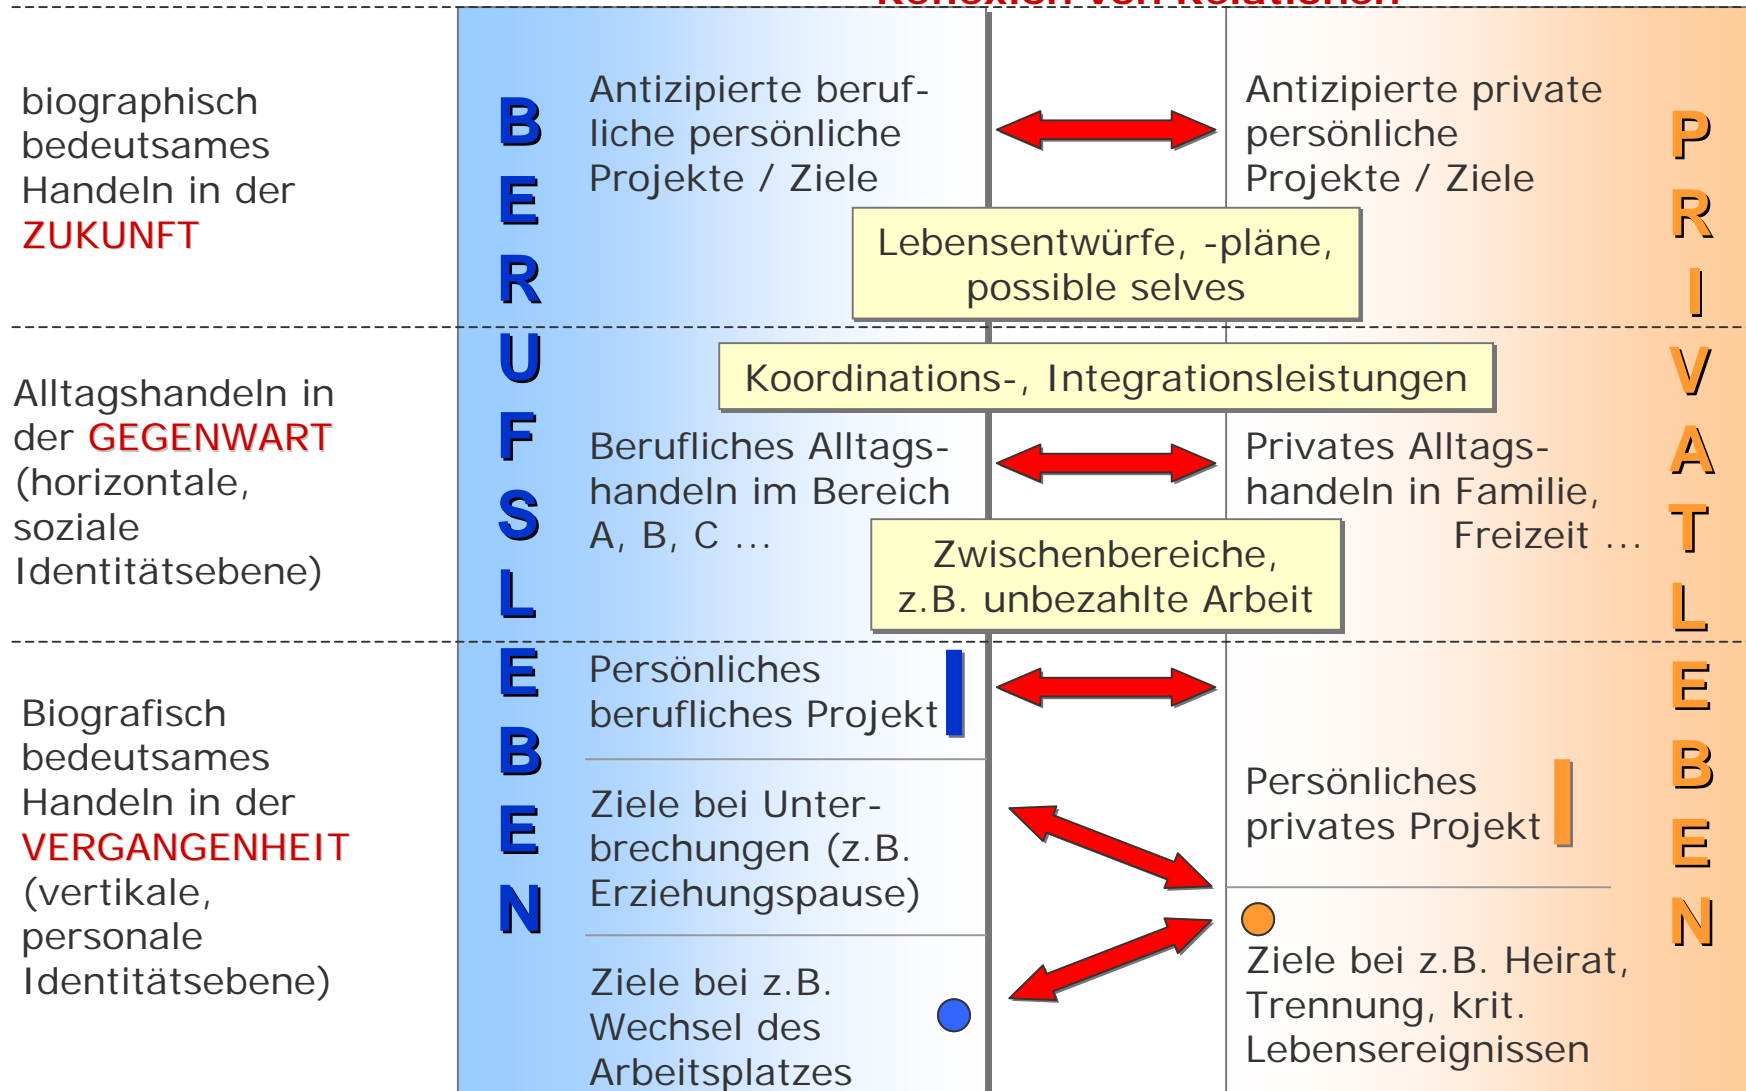 Reflexion von Relationen
biographisch
bedeutsames
Handeln in der
ZUKUNFT
BERUFSLEBEN
Antizipierte beruf-
liche persönliche
Projekte / Ziele
Antizipierte private
persönliche
Projekte / Ziele
PRIVATLEBEN
Lebensentwürfe, -pläne,
possible selves
Alltagshandeln in
der GEGENWART
(horizontale,
soziale
Identitätsebene)
Koordinations-, Integrationsleistungen
Berufliches Alltags-
handeln im Bereich
A, B, C ...
Privates Alltags-
handeln in Familie,
Freizeit ...
Zwischenbereiche,
z.B. unbezahlte Arbeit
Biografisch
bedeutsames
Handeln in der
VERGANGENHEIT
(vertikale,
personale
Identitätsebene)
Persönliches
berufliches Projekt
Ziele bei Unter-
brechungen (z.B.
Erziehungspause)
Ziele bei z.B.
Wechsel des
Arbeitsplatzes
Persönliches
privates Projekt
Ziele bei z.B. Heirat,
Trennung, krit.
Lebensereignissen